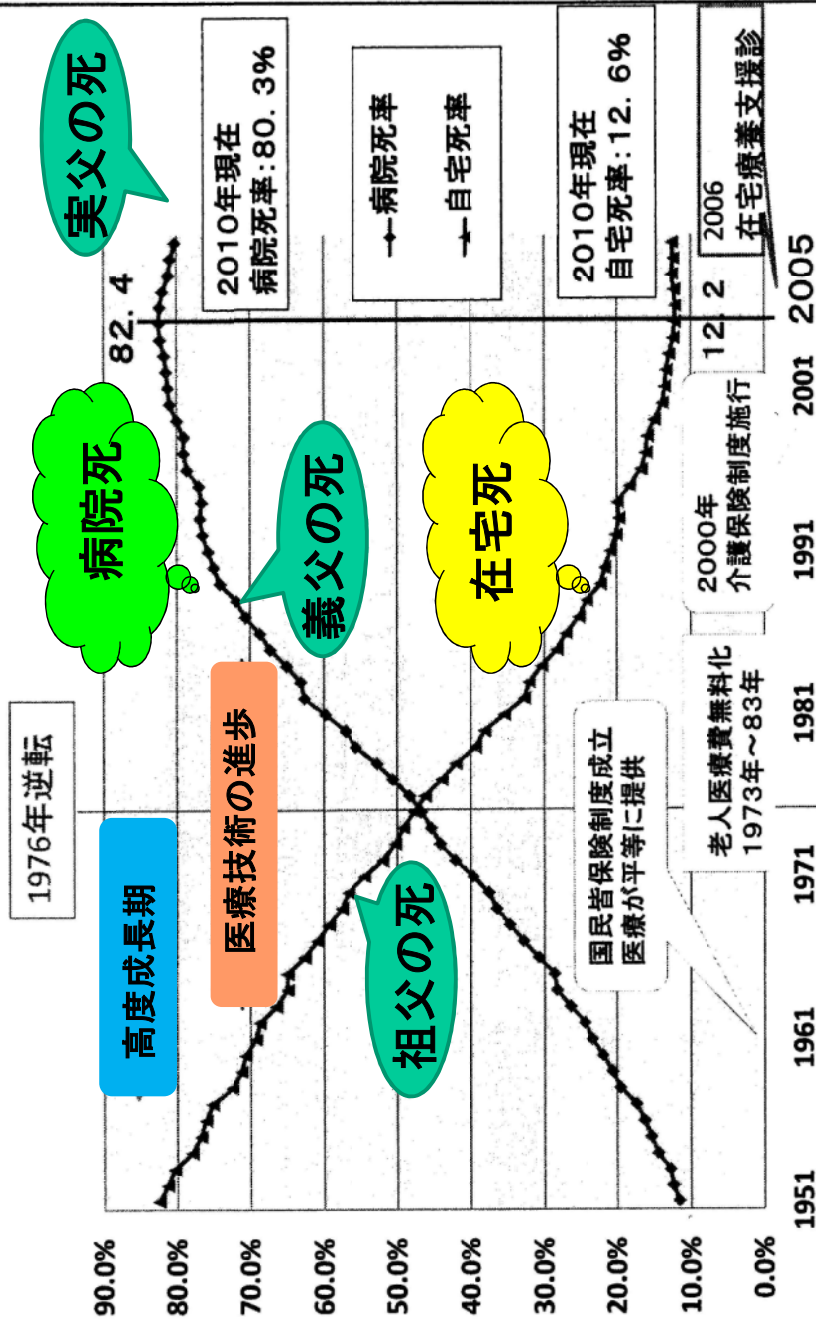 1976年逆転
高度成長期
医療技術の進歩
病院死
実父の死
82. 4
2010年現在
病院死率:80. 3%
病院死率
自宅死率
義父の死
祖父の死
在宅死
2010年現在
自宅死率:12. 6%
国民皆保険制度成立
医療が平等に提供
老人医療費無料化
1973年～83年
2000年
介護保険制度施行
12. 2
2006
在宅療養支援診
90.0%
80.0%
70.0%
60.0%
50.0%
40.0%
30.0%
20.0%
10.0%
0.0%
1951
1961
1971
1981
1991
2001
2005